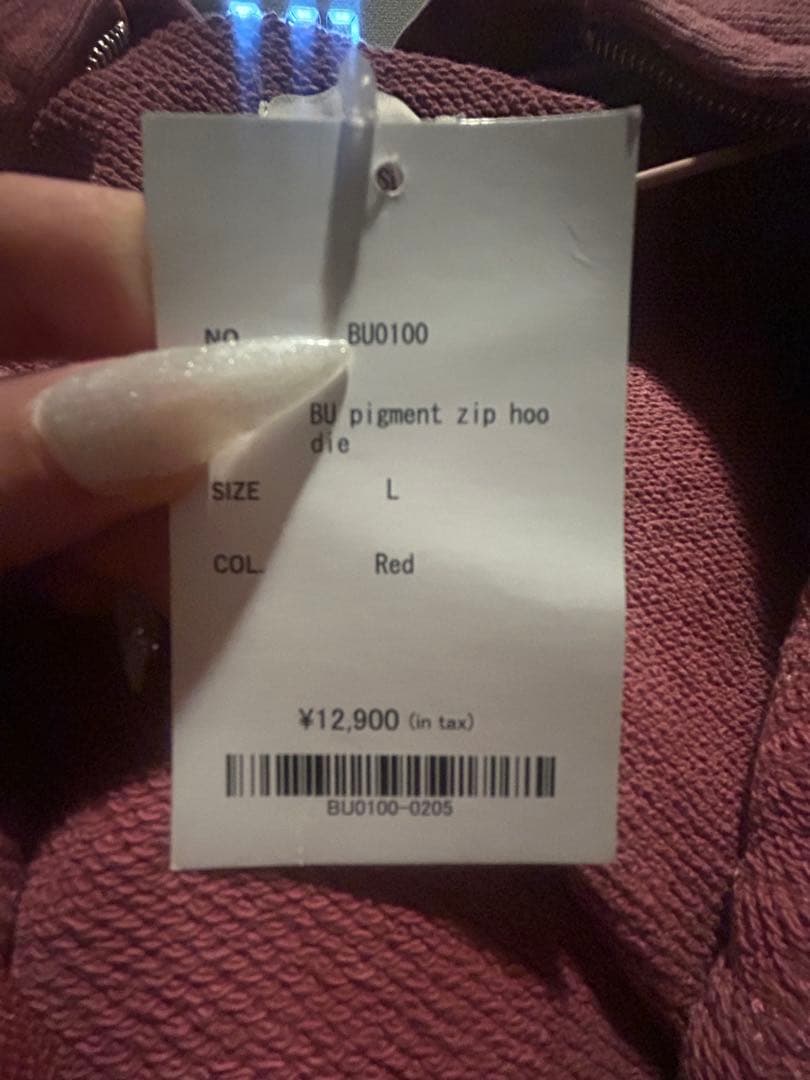 NO
BU0100
BU pigment zip hoo
die
SIZE L
COL. Red
¥12,900 (in tax)
BU0100-0205